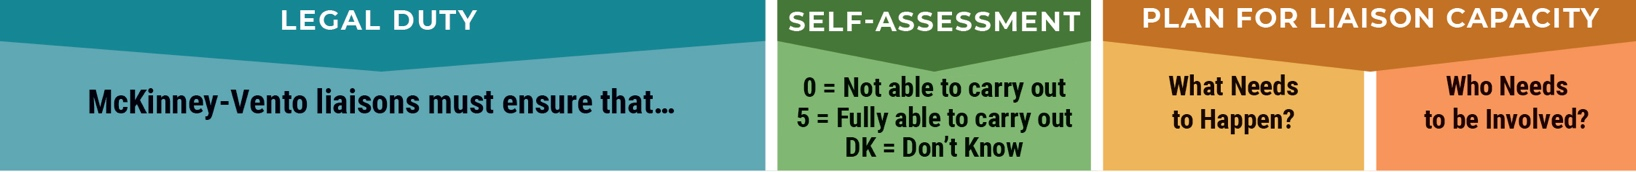 LEGAL DUTY
McKinney-Vento liaisons must ensure that...
SELF-ASSESSMENT
0 = Not able to carry out
5 = Fully able to carry out
DK = Don’t Know
PLAN FOR LIAISON CAPACITY
What Needs
to Happen?
Who Needs
to be Involved?